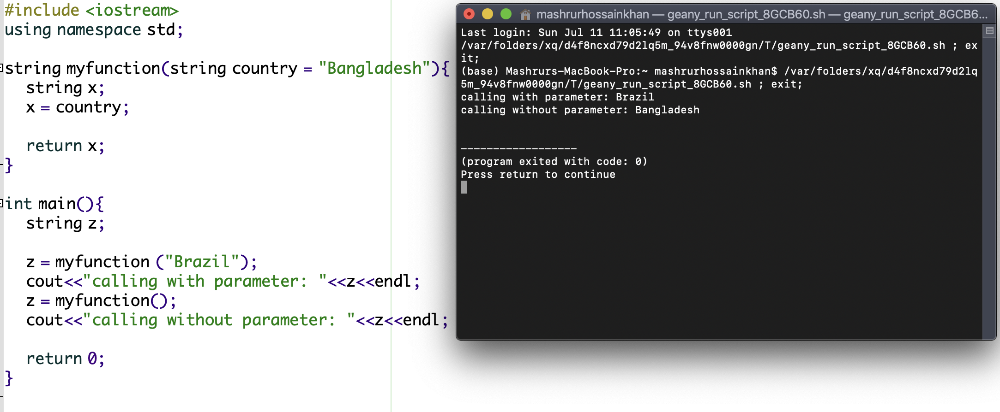 #include <iostream>
using namespace std;
string myfunction(string country = "Bangladesh"){
string x;
x = country;
return x;
}
int main(){
string z;
z = myfunction ("Brazil");
cout<<"calling with parameter: "<<z<<endl;
z = myfunction();
cout<<"calling without parameter: "<<z<<endl;
return 0;
}
mashrurhossainkhan — geany_run_script_8GCB60.sh — geany_run_script_8GCB6...
Last login: Sun Jul 11 11:05:49 on ttys001
/var/folders/xq/d4f8ncxd79d2lq5m_94v8fnw0000gn/T/geany_run_script_8GCB60.sh ; ex
it;
(base) Mashrurs-MacBook-Pro:~ mashrurhossainkhan$ /var/folders/xq/d4f8ncxd79d2lq
5m_94v8fnw0000gn/T/geany_run_script_8GCB60.sh ; exit;
calling with parameter: Brazil
calling without parameter: Bangladesh
------------------
(program exited with code: 0)
Press return to continue